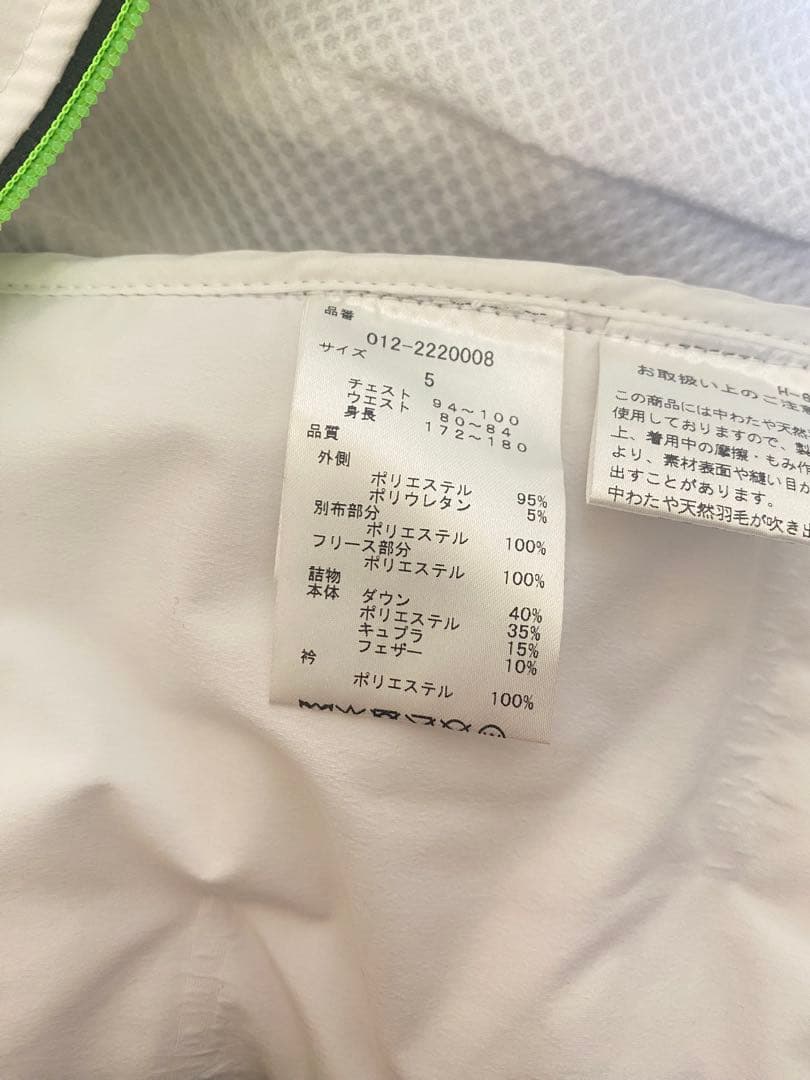 品番
012-2220008
サイズ
5
チェスト 94～100
ウエスト 80～84
身長 172～180
品質
外側
ポリエステル 95%
ポリウレタン 5%
別布部分
ポリエステル 100%
フリース部分
ポリエステル 100%
詰物
本体 ダウン 40%
ポリエステル 35%
キュプラ 15%
フェザー 10%
衿
ポリエステル 100%
お取扱い上のご注意
この商品には中わたや天然羽
使用しておりますので、製
上、着用中の摩擦・もみ作
より、素材表面や縫い目か
出すことがあります。
中わたや天然羽毛が吹き出